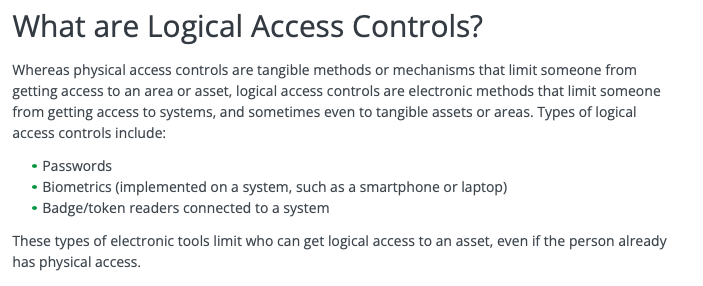 What are Logical Access Controls?
Whereas physical access controls are tangible methods or mechanisms that limit someone from
getting access to an area or asset, logical access controls are electronic methods that limit someone
from getting access to systems, and sometimes even to tangible assets or areas. Types of logical
access controls include:
• Passwords
• Biometrics (implemented on a system, such as a smartphone or laptop)
• Badge/token readers connected to a system
These types of electronic tools limit who can get logical access to an asset, even if the person already
has physical access.